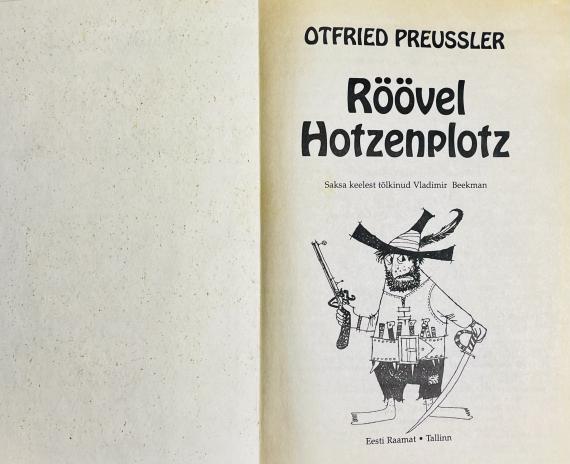 OTFRIED PREUSSLER
Röövel
Hotzenplotz
Saksa keelest tõlkinud Vladimir Beekman
Eesti Raamat • Tallinn